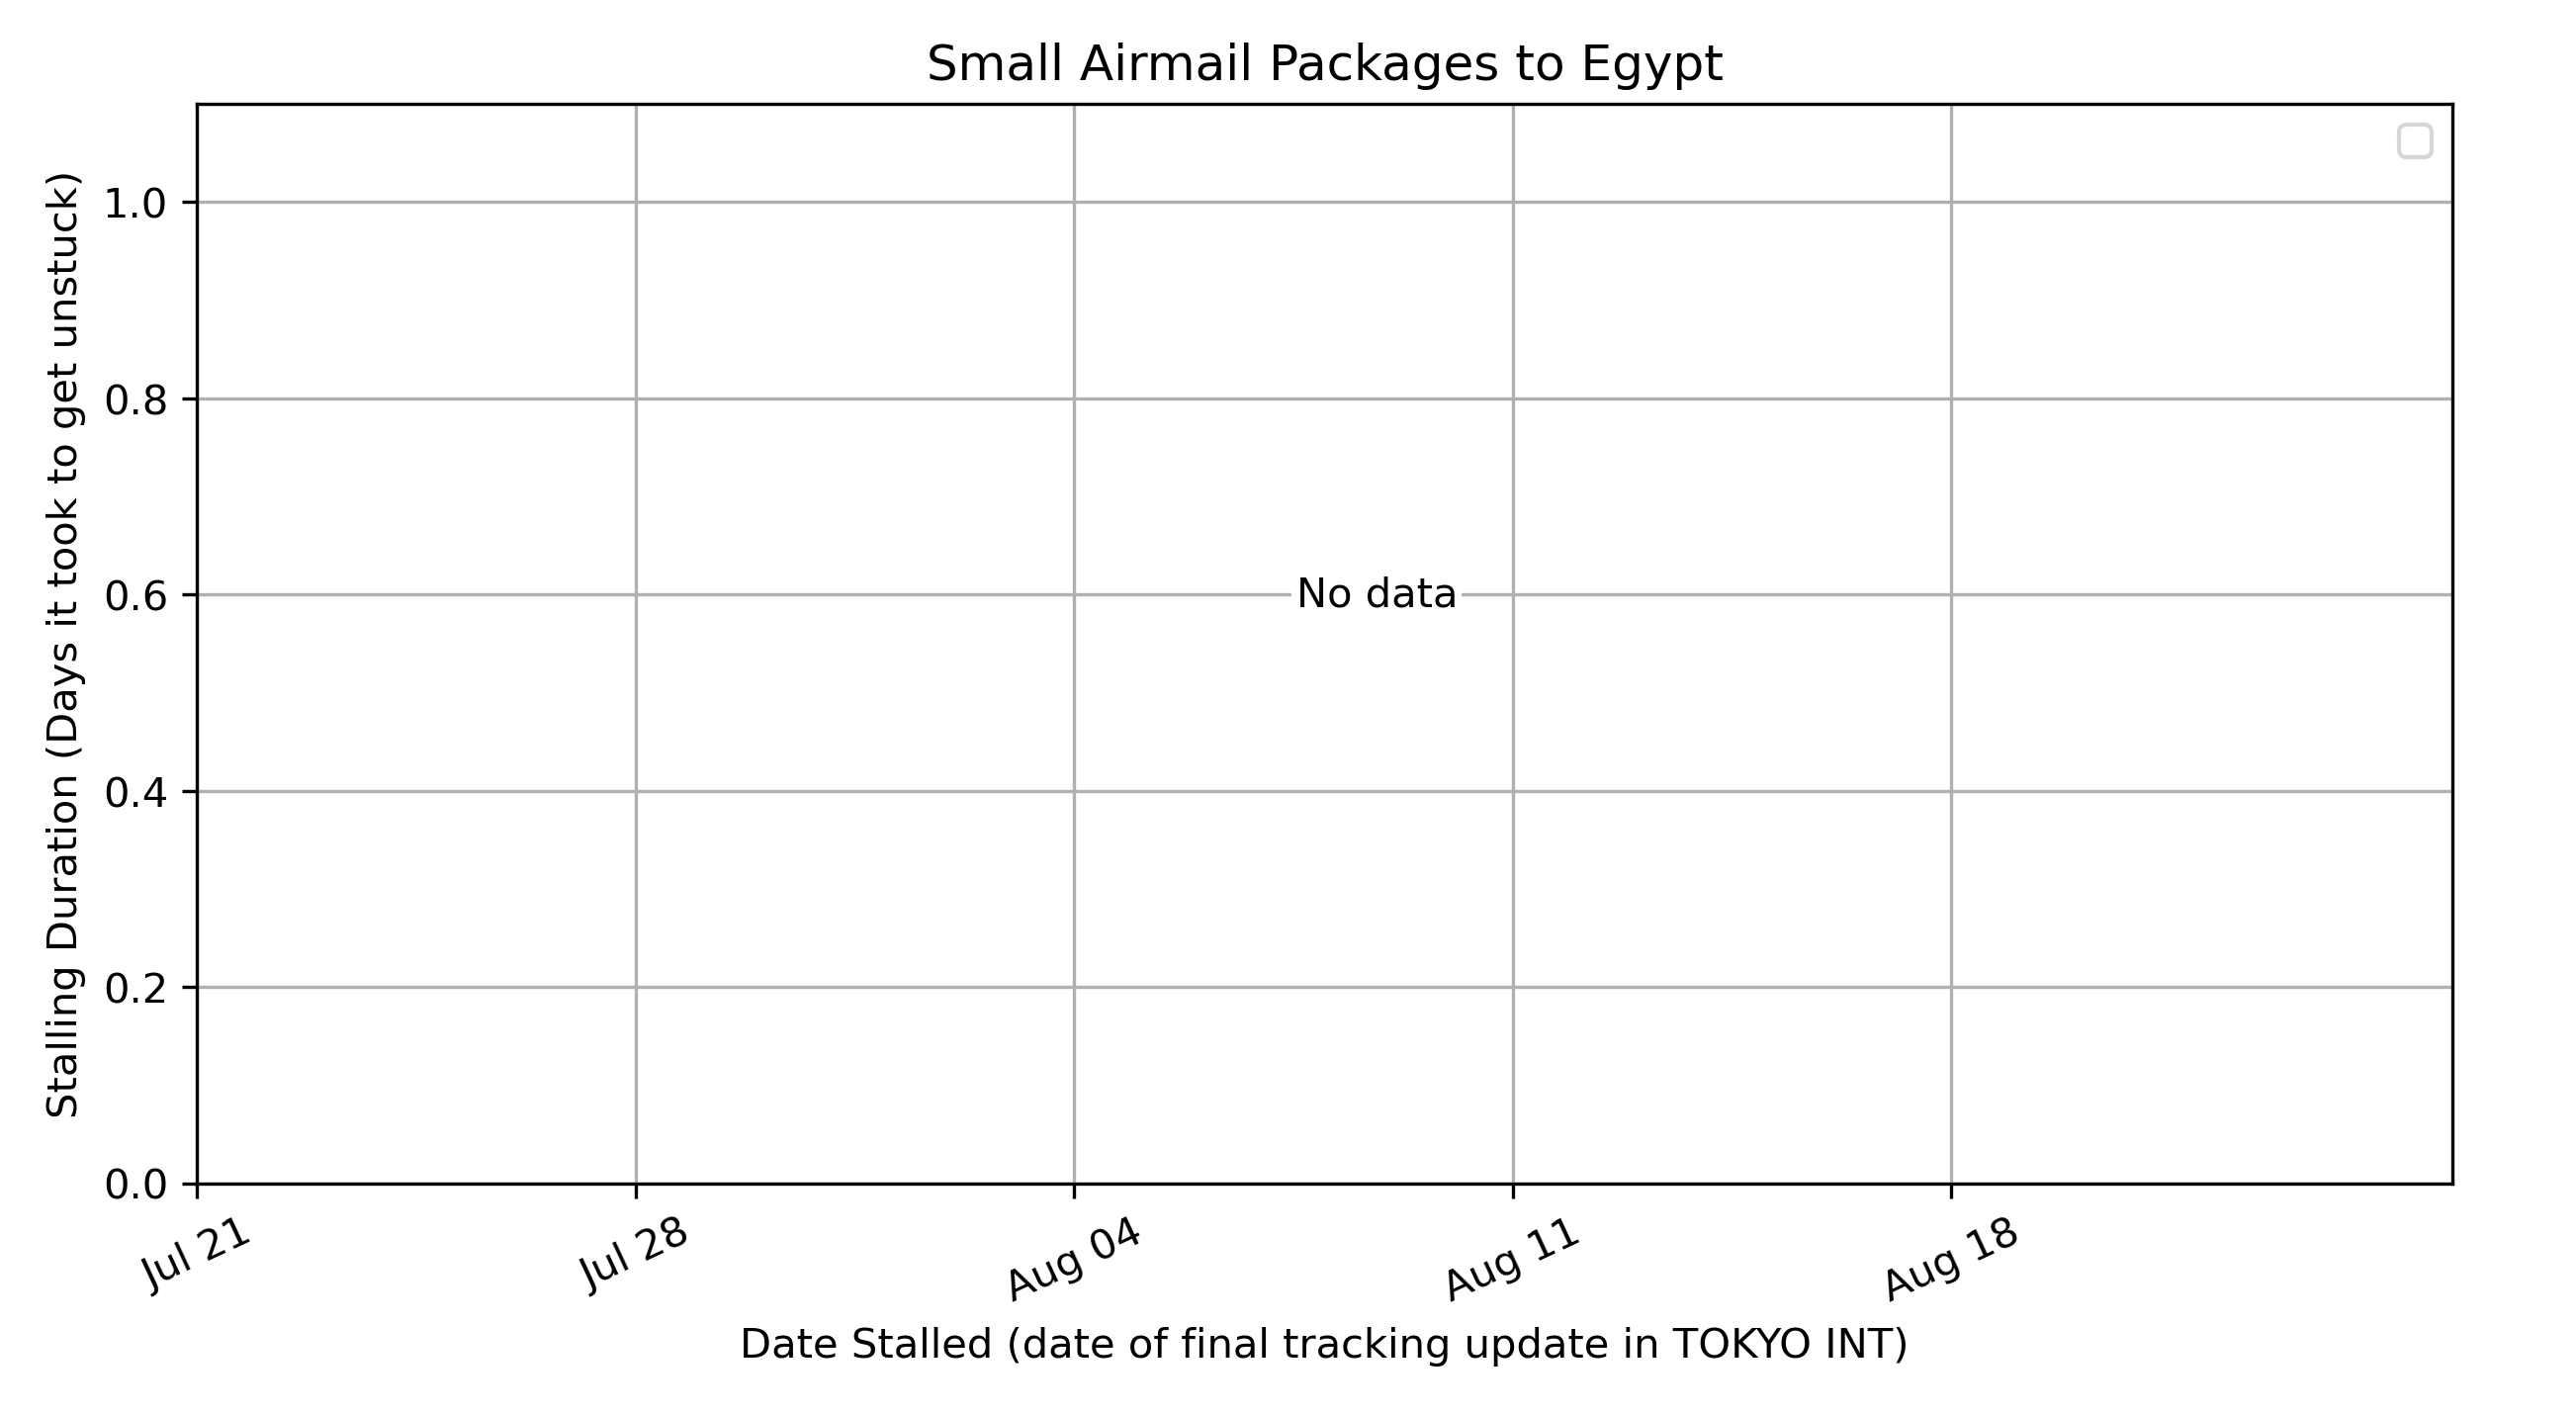 Small Airmail Packages to Egypt
Stalling Duration (Days it took to get unstuck)
1.0
0.8
0.6
0.4
0.2
0.0
No data
Jul 21
Jul 28
Aug 04
Aug 11
Aug 18
Date Stalled (date of final tracking update in TOKYO INT)